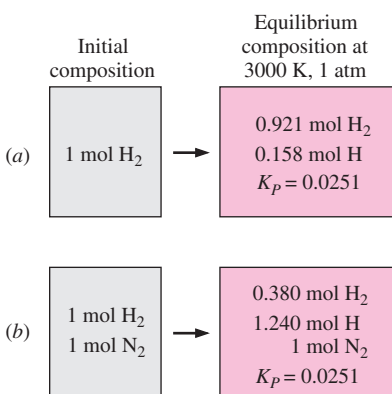 Initial
composition
Equilibrium
composition at
3000 K, 1 atm
(a)
1 mol H₂
0.921 mol H₂
0.158 mol H
K_P = 0.0251
(b)
1 mol H₂
1 mol N₂
0.380 mol H₂
1.240 mol H
1 mol N₂
K_P = 0.0251